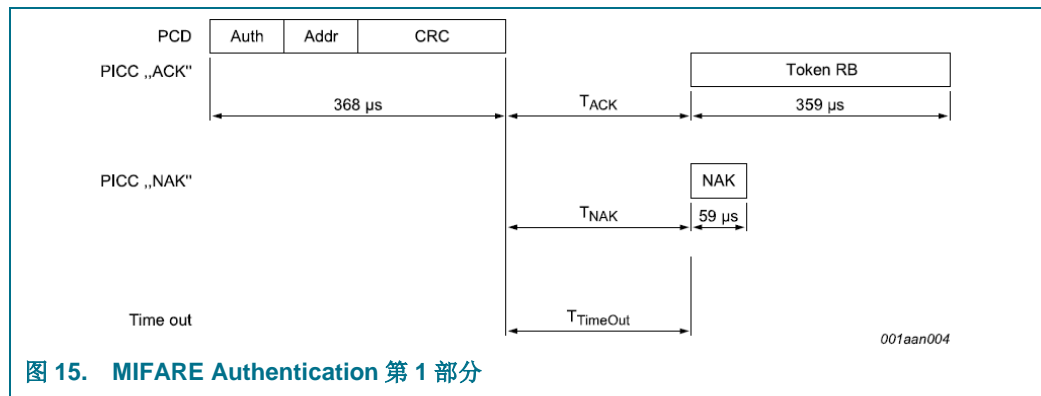 PCD Auth Addr CRC
PICC „ACK" Token RB
368 µs TACK 359 µs
PICC „NAK" NAK
TNAK 59 µs
Time out TTimeOut
001aan004
图 15. MIFARE Authentication 第 1 部分